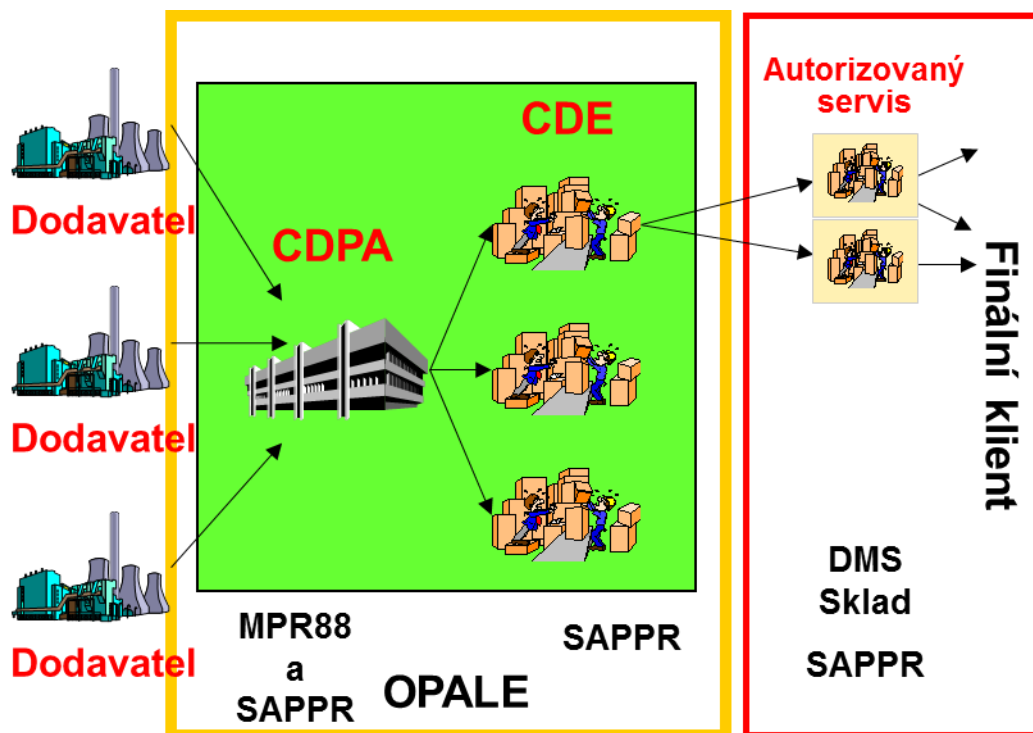 Dodavatel
Dodavatel
Dodavatel
CDPA
CDE
MPR88
a
SAPPR
SAPPR
OPALE
Autorizovaný
servis
Finální klient
DMS
Sklad
SAPPR